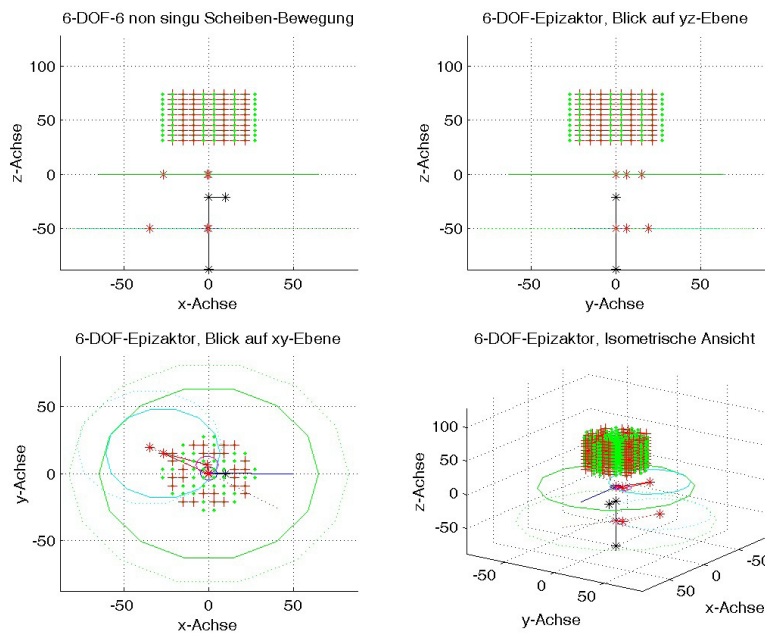 6-DOF-6 non singu Scheiben-Bewegung
100
50
0
-50
z-Achse
-50
0
50
x-Achse
6-DOF-Epizaktor, Blick auf yz-Ebene
100
50
0
-50
z-Achse
-50
0
50
y-Achse
6-DOF-Epizaktor, Blick auf xy-Ebene
50
0
-50
y-Achse
-50
0
50
x-Achse
6-DOF-Epizaktor, Isometrische Ansicht
100
50
0
-50
z-Achse
-50
0
50
y-Achse
-50
0
50
x-Achse